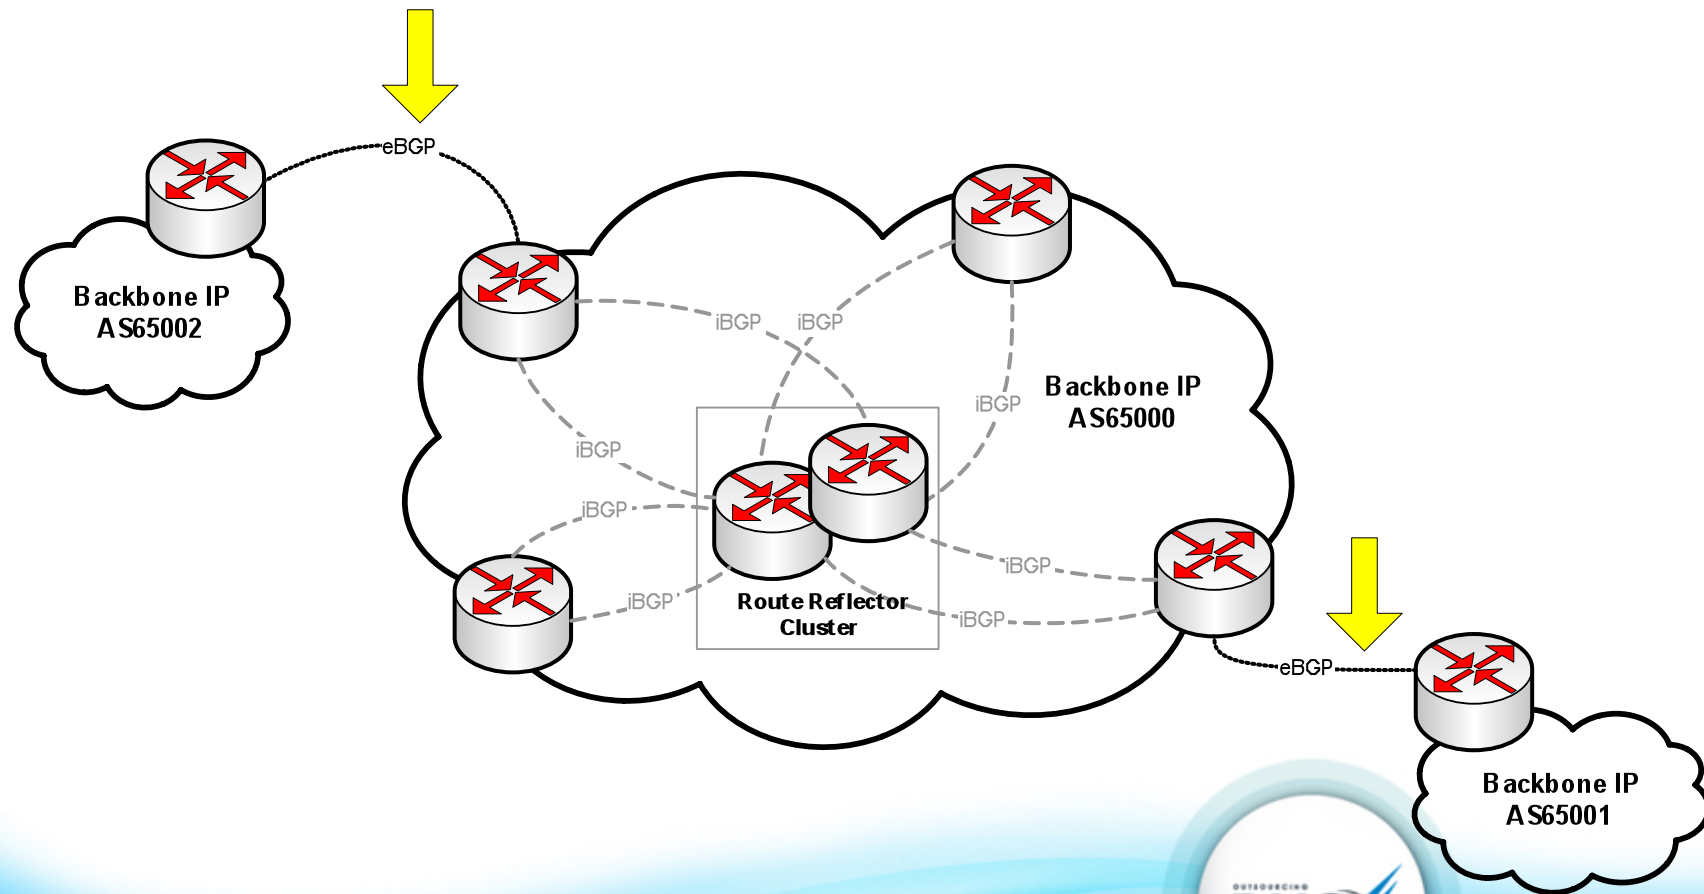 eBGP
Backbone IP
AS65002
iBGP
iBGP
Backbone IP
AS65000
iBGP
iBGP
iBGP
iBGP
iBGP
Route Reflector
Cluster
iBGP
eBGP
Backbone IP
AS65001
OUTSOURCING